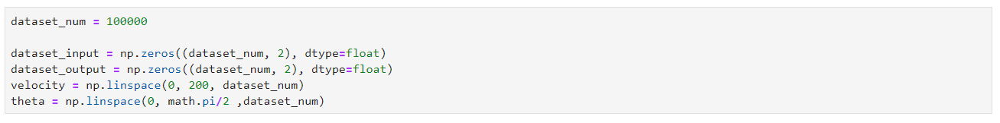 dataset_num = 100000
dataset_input = np.zeros((dataset_num, 2), dtype=float)
dataset_output = np.zeros((dataset_num, 2), dtype=float)
velocity = np.linspace(0, 200, dataset_num)
theta = np.linspace(0, math.pi/2 ,dataset_num)